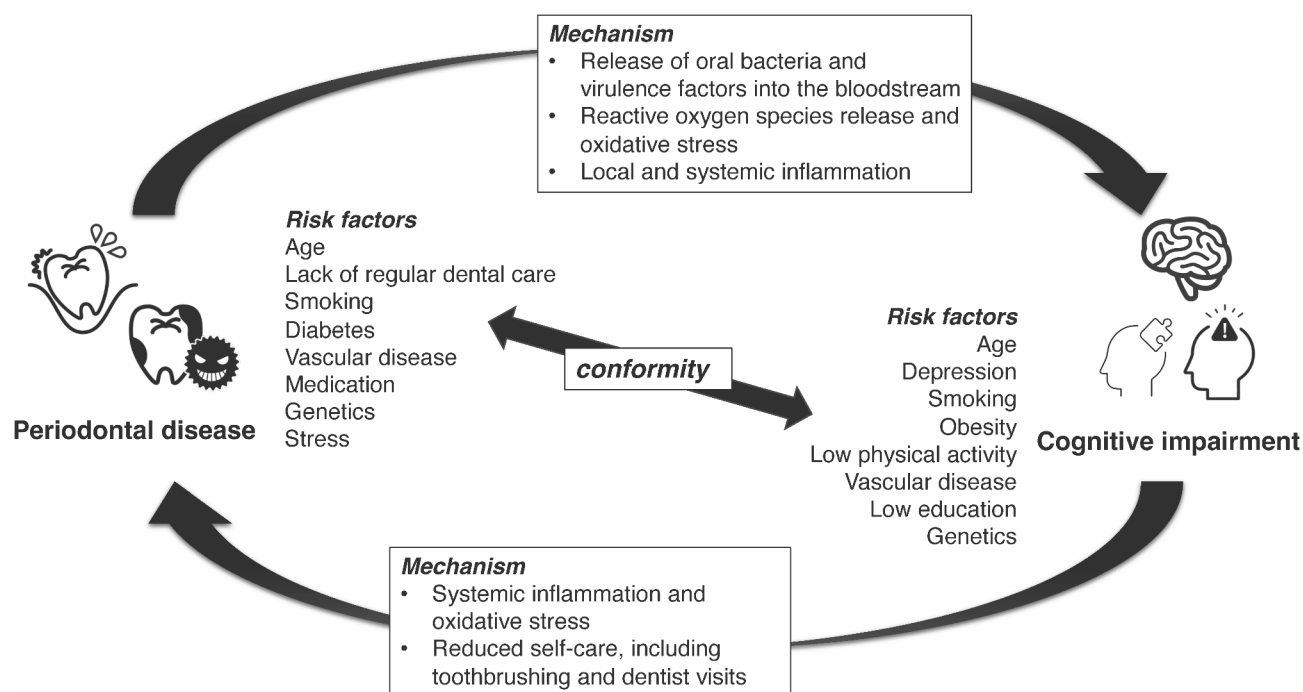 Mechanism
• Release of oral bacteria and
virulence factors into the bloodstream
• Reactive oxygen species release and
oxidative stress
• Local and systemic inflammation
Risk factors
Age
Lack of regular dental care
Smoking
Diabetes
Vascular disease
Medication
Genetics
Stress
Periodontal disease
conformity
Risk factors
Age
Depression
Smoking
Obesity
Low physical activity
Vascular disease
Low education
Genetics
Cognitive impairment
Mechanism
• Systemic inflammation and
oxidative stress
• Reduced self-care, including
toothbrushing and dentist visits